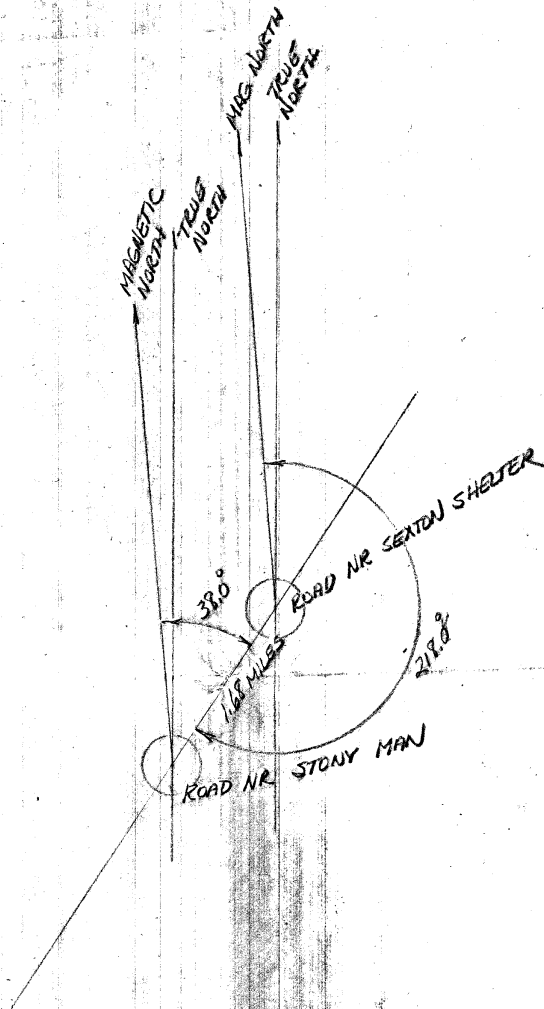 MAG NORTH
TRUE
NORTH
MAGNETIC
NORTH
TRUE
NORTH
ROAD NR SEXTON SHELTER
38.0°
1.68 MILES
218.0°
ROAD NR STONY MAN